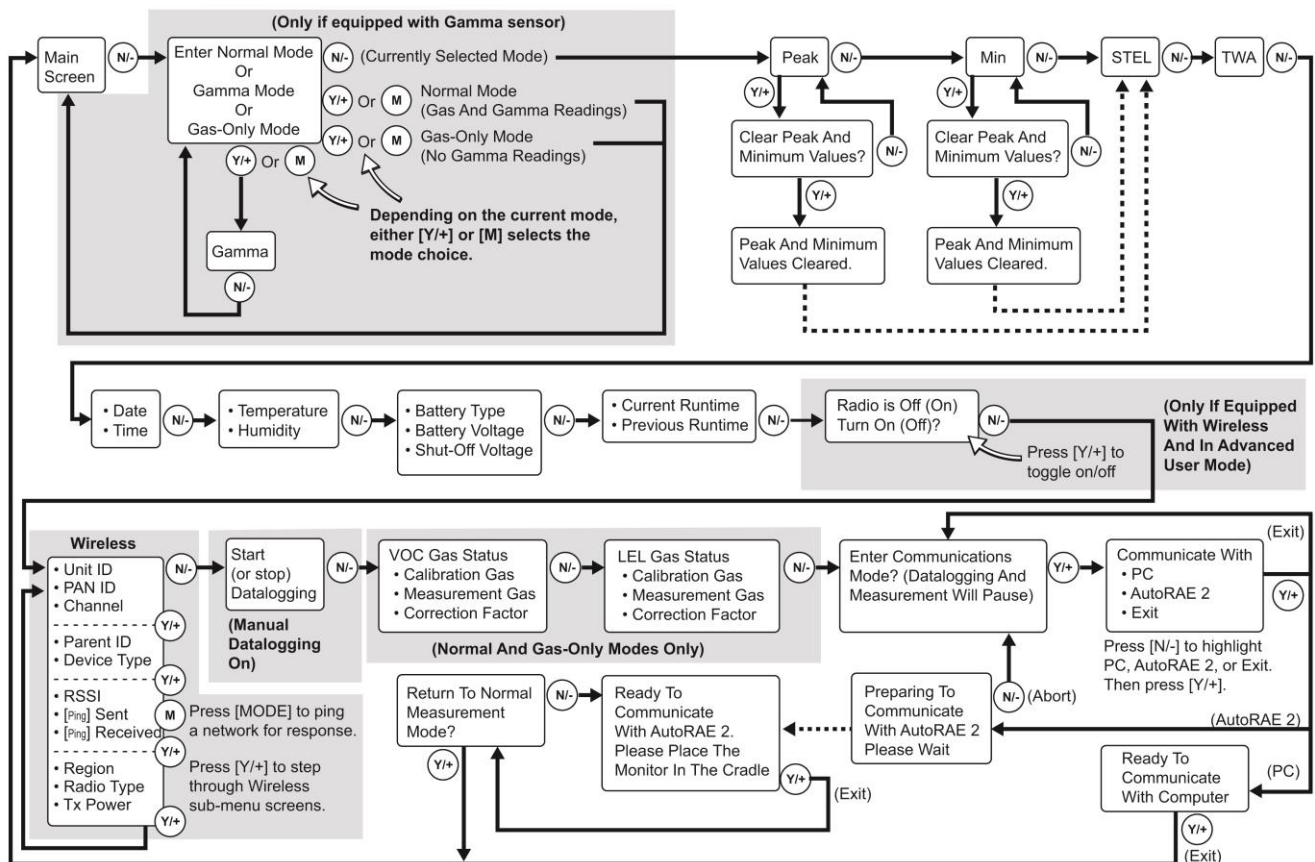 (Only if equipped with Gamma sensor)
Main
Screen
N/-
Enter Normal Mode
Or
Gamma Mode
Or
Gas-Only Mode
N/- (Currently Selected Mode)
Y/+ Or M Normal Mode
(Gas And Gamma Readings)
Y/+ Or M Gas-Only Mode
(No Gamma Readings)
Y/+ Or M
Depending on the current mode,
either [Y/+] or [M] selects the
mode choice.
Gamma
N/-
Peak
N/-
Y/+
Clear Peak And
Minimum Values?
N/-
Y/+
Peak And Minimum
Values Cleared.
Min
N/-
Y/+
Clear Peak And
Minimum Values?
N/-
Y/+
Peak And Minimum
Values Cleared.
STEL
N/-
TWA
N/-
• Date
• Time
N/-
• Temperature
• Humidity
N/-
• Battery Type
• Battery Voltage
• Shut-Off Voltage
N/-
• Current Runtime
• Previous Runtime
N/-
Radio is Off (On)
Turn On (Off)?
N/-
Press [Y/+] to
toggle on/off
(Only If Equipped
With Wireless
And In Advanced
User Mode)
Wireless
• Unit ID
• PAN ID
• Channel
N/-
Y/+
• Parent ID
• Device Type
Y/+
• RSSI
• [Ping] Sent
• [Ping] Received
M
Press [MODE] to ping
a network for response.
Y/+
• Region
• Radio Type
• Tx Power
Y/+
Press [Y/+] to step
through Wireless
sub-menu screens.
Start
(or stop)
Datalogging
N/-
(Manual
Datalogging
On)
VOC Gas Status
• Calibration Gas
• Measurement Gas
• Correction Factor
N/-
LEL Gas Status
• Calibration Gas
• Measurement Gas
• Correction Factor
N/-
(Normal And Gas-Only Modes Only)
Enter Communications
Mode? (Datalogging And
Measurement Will Pause)
Y/+
Communicate With
• PC
• AutoRAE 2
• Exit
(Exit)
Y/+
Press [N/-] to highlight
PC, AutoRAE 2, or Exit.
Then press [Y/+].
(AutoRAE 2)
(PC)
N/- (Abort)
Preparing To
Communicate
With AutoRAE 2
Please Wait
Ready To
Communicate
With AutoRAE 2.
Please Place The
Monitor In The Cradle
Y/+
(Exit)
Return To Normal
Measurement
Mode?
N/-
Y/+
Ready To
Communicate
With Computer
Y/+
(Exit)